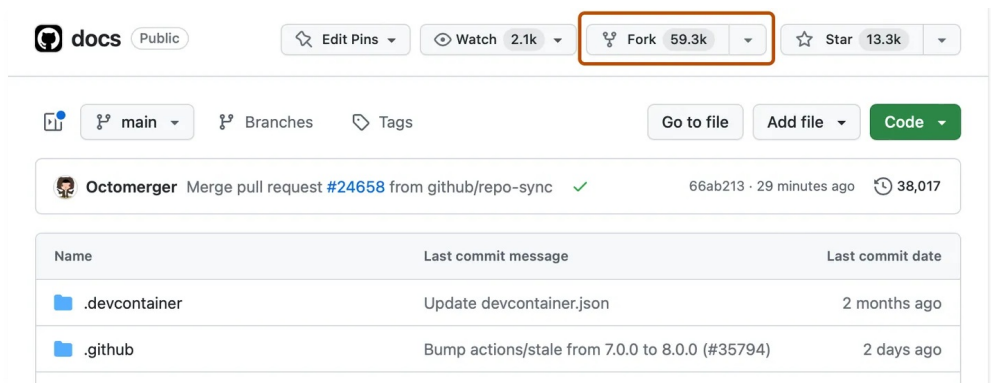 docs Public Edit Pins Watch 2.1k Fork 59.3k Star 13.3k
main Branches Tags Go to file Add file Code
Octomerger Merge pull request #24658 from github/repo-sync 66ab213 · 29 minutes ago 38,017
Name Last commit message Last commit date
.devcontainer Update devcontainer.json 2 months ago
.github Bump actions/stale from 7.0.0 to 8.0.0 (#35794) 2 days ago